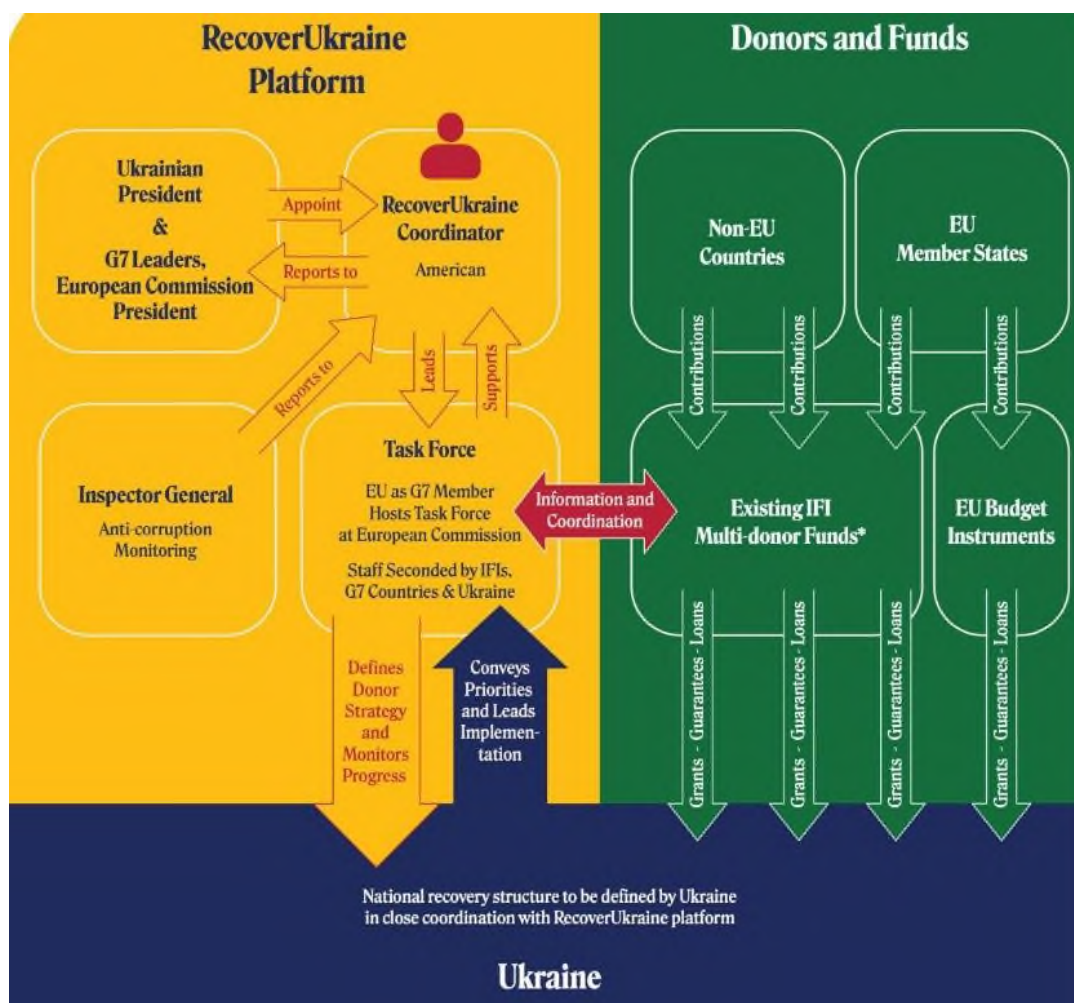 RecoverUkraine
Platform
Donors and Funds
Ukrainian
President
&
G7 Leaders,
European Commission
President
Appoint
Reports to
RecoverUkraine
Coordinator
American
Non-EU
Countries
EU
Member States
Reports to
Leads
Supports
Contributions
Contributions
Contributions
Contributions
Inspector General
Anti-corruption
Monitoring
Task Force
EU as G7 Member
Hosts Task Force
at European Commission
Staff Seconded by IFIs,
G7 Countries & Ukraine
Information and
Coordination
Existing IFI
Multi-donor Funds*
EU Budget
Instruments
Defines
Donor
Strategy
and
Monitors
Progress
Conveys
Priorities
and Leads
Implemen-
tation
Grants - Guarantees - Loans
Grants - Guarantees - Loans
Grants - Guarantees - Loans
Grants - Guarantees - Loans
National recovery structure to be defined by Ukraine
in close coordination with RecoverUkraine platform
Ukraine